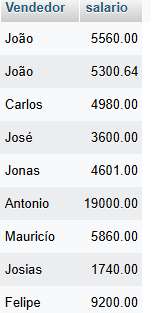 Vendedor salario
João 5560.00
João 5300.64
Carlos 4980.00
José 3600.00
Jonas 4601.00
Antonio 19000.00
Mauricío 5860.00
Josias 1740.00
Felipe 9200.00